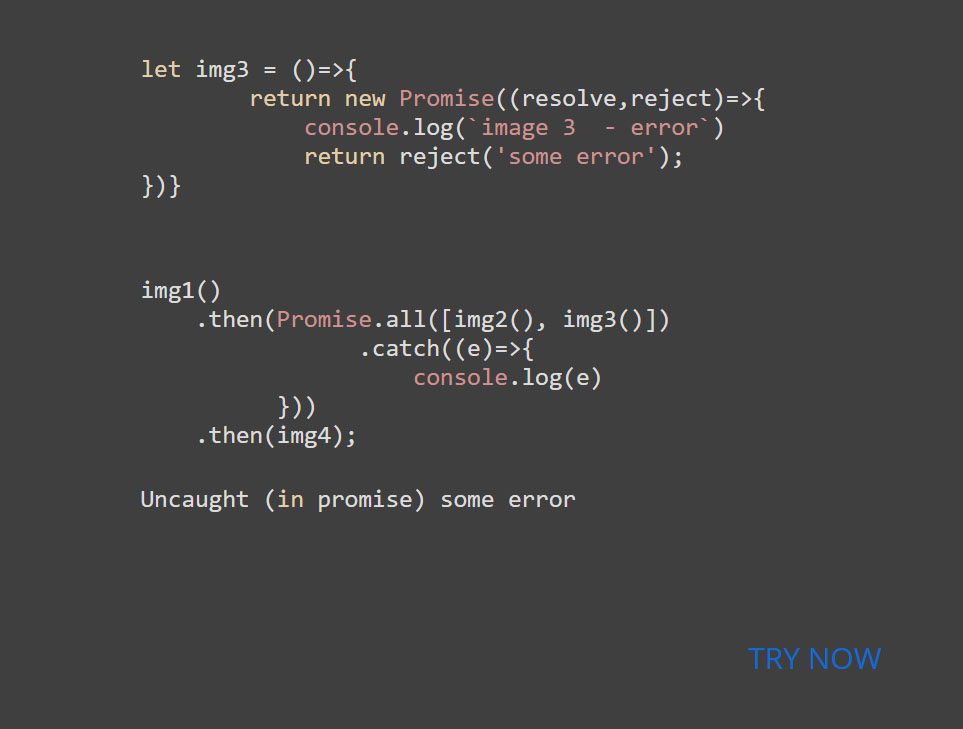 let img3 = ()=>{
return new Promise((resolve,reject)=>{
console.log(`image 3  - error`)
return reject('some error');
})}
img1()
.then(Promise.all([img2(), img3()])
.catch((e)=>{
console.log(e)
}))
.then(img4);
Uncaught (in promise) some error
TRY NOW